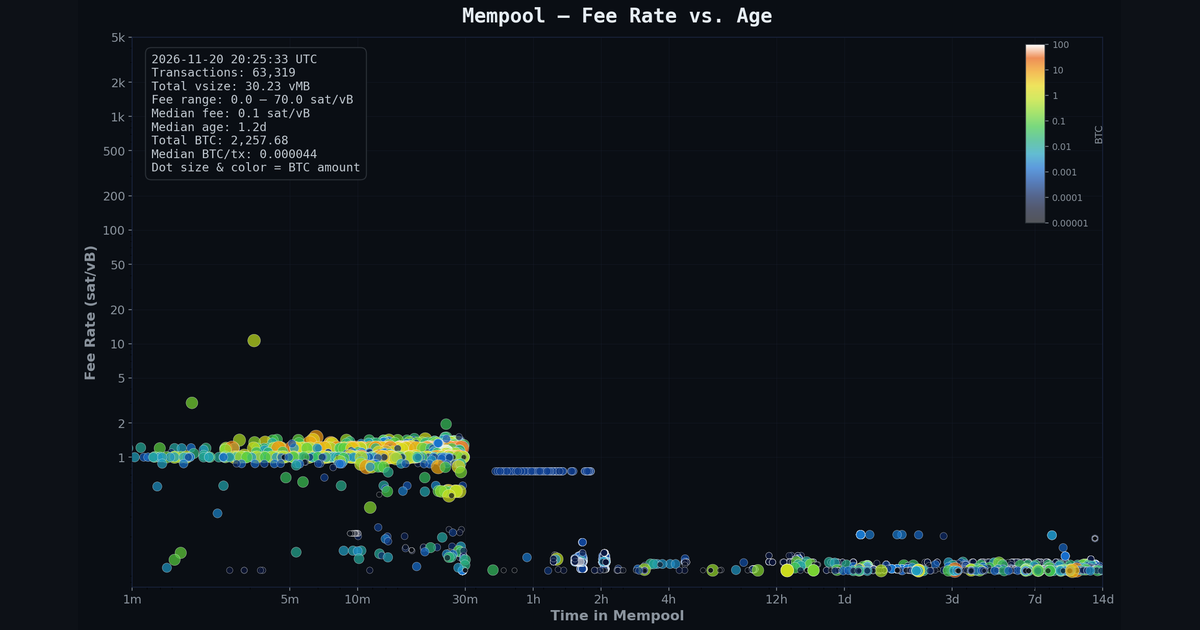 Mempool — Fee Rate vs. Age
2026-11-20 20:25:33 UTC
Transactions: 63,319
Total vsize: 30.23 vMB
Fee range: 0.0 – 70.0 sat/vB
Median fee: 0.1 sat/vB
Median age: 1.2d
Total BTC: 2,257.68
Median BTC/tx: 0.000044
Dot size & color = BTC amount
100
10
1
0.1
0.01
0.001
0.0001
0.00001
BTC
Fee Rate (sat/vB)
5k
2k
1k
500
200
100
50
20
10
5
2
1
1m 5m 10m 30m 1h 2h 4h 12h 1d 3d 7d 14d
Time in Mempool